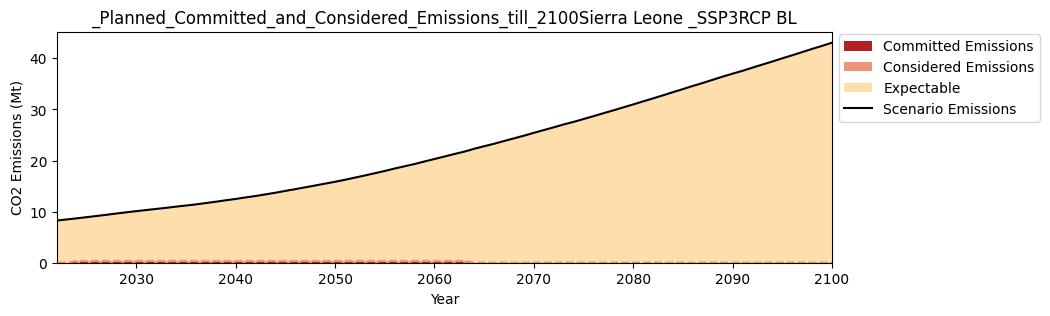 _Planned_Committed_and_Considered_Emissions_till_2100Sierra Leone _SSP3RCP BL
CO2 Emissions (Mt)
40
30
20
10
0
2030 2040 2050 2060 2070 2080 2090 2100
Year
Committed Emissions
Considered Emissions
Expectable
Scenario Emissions